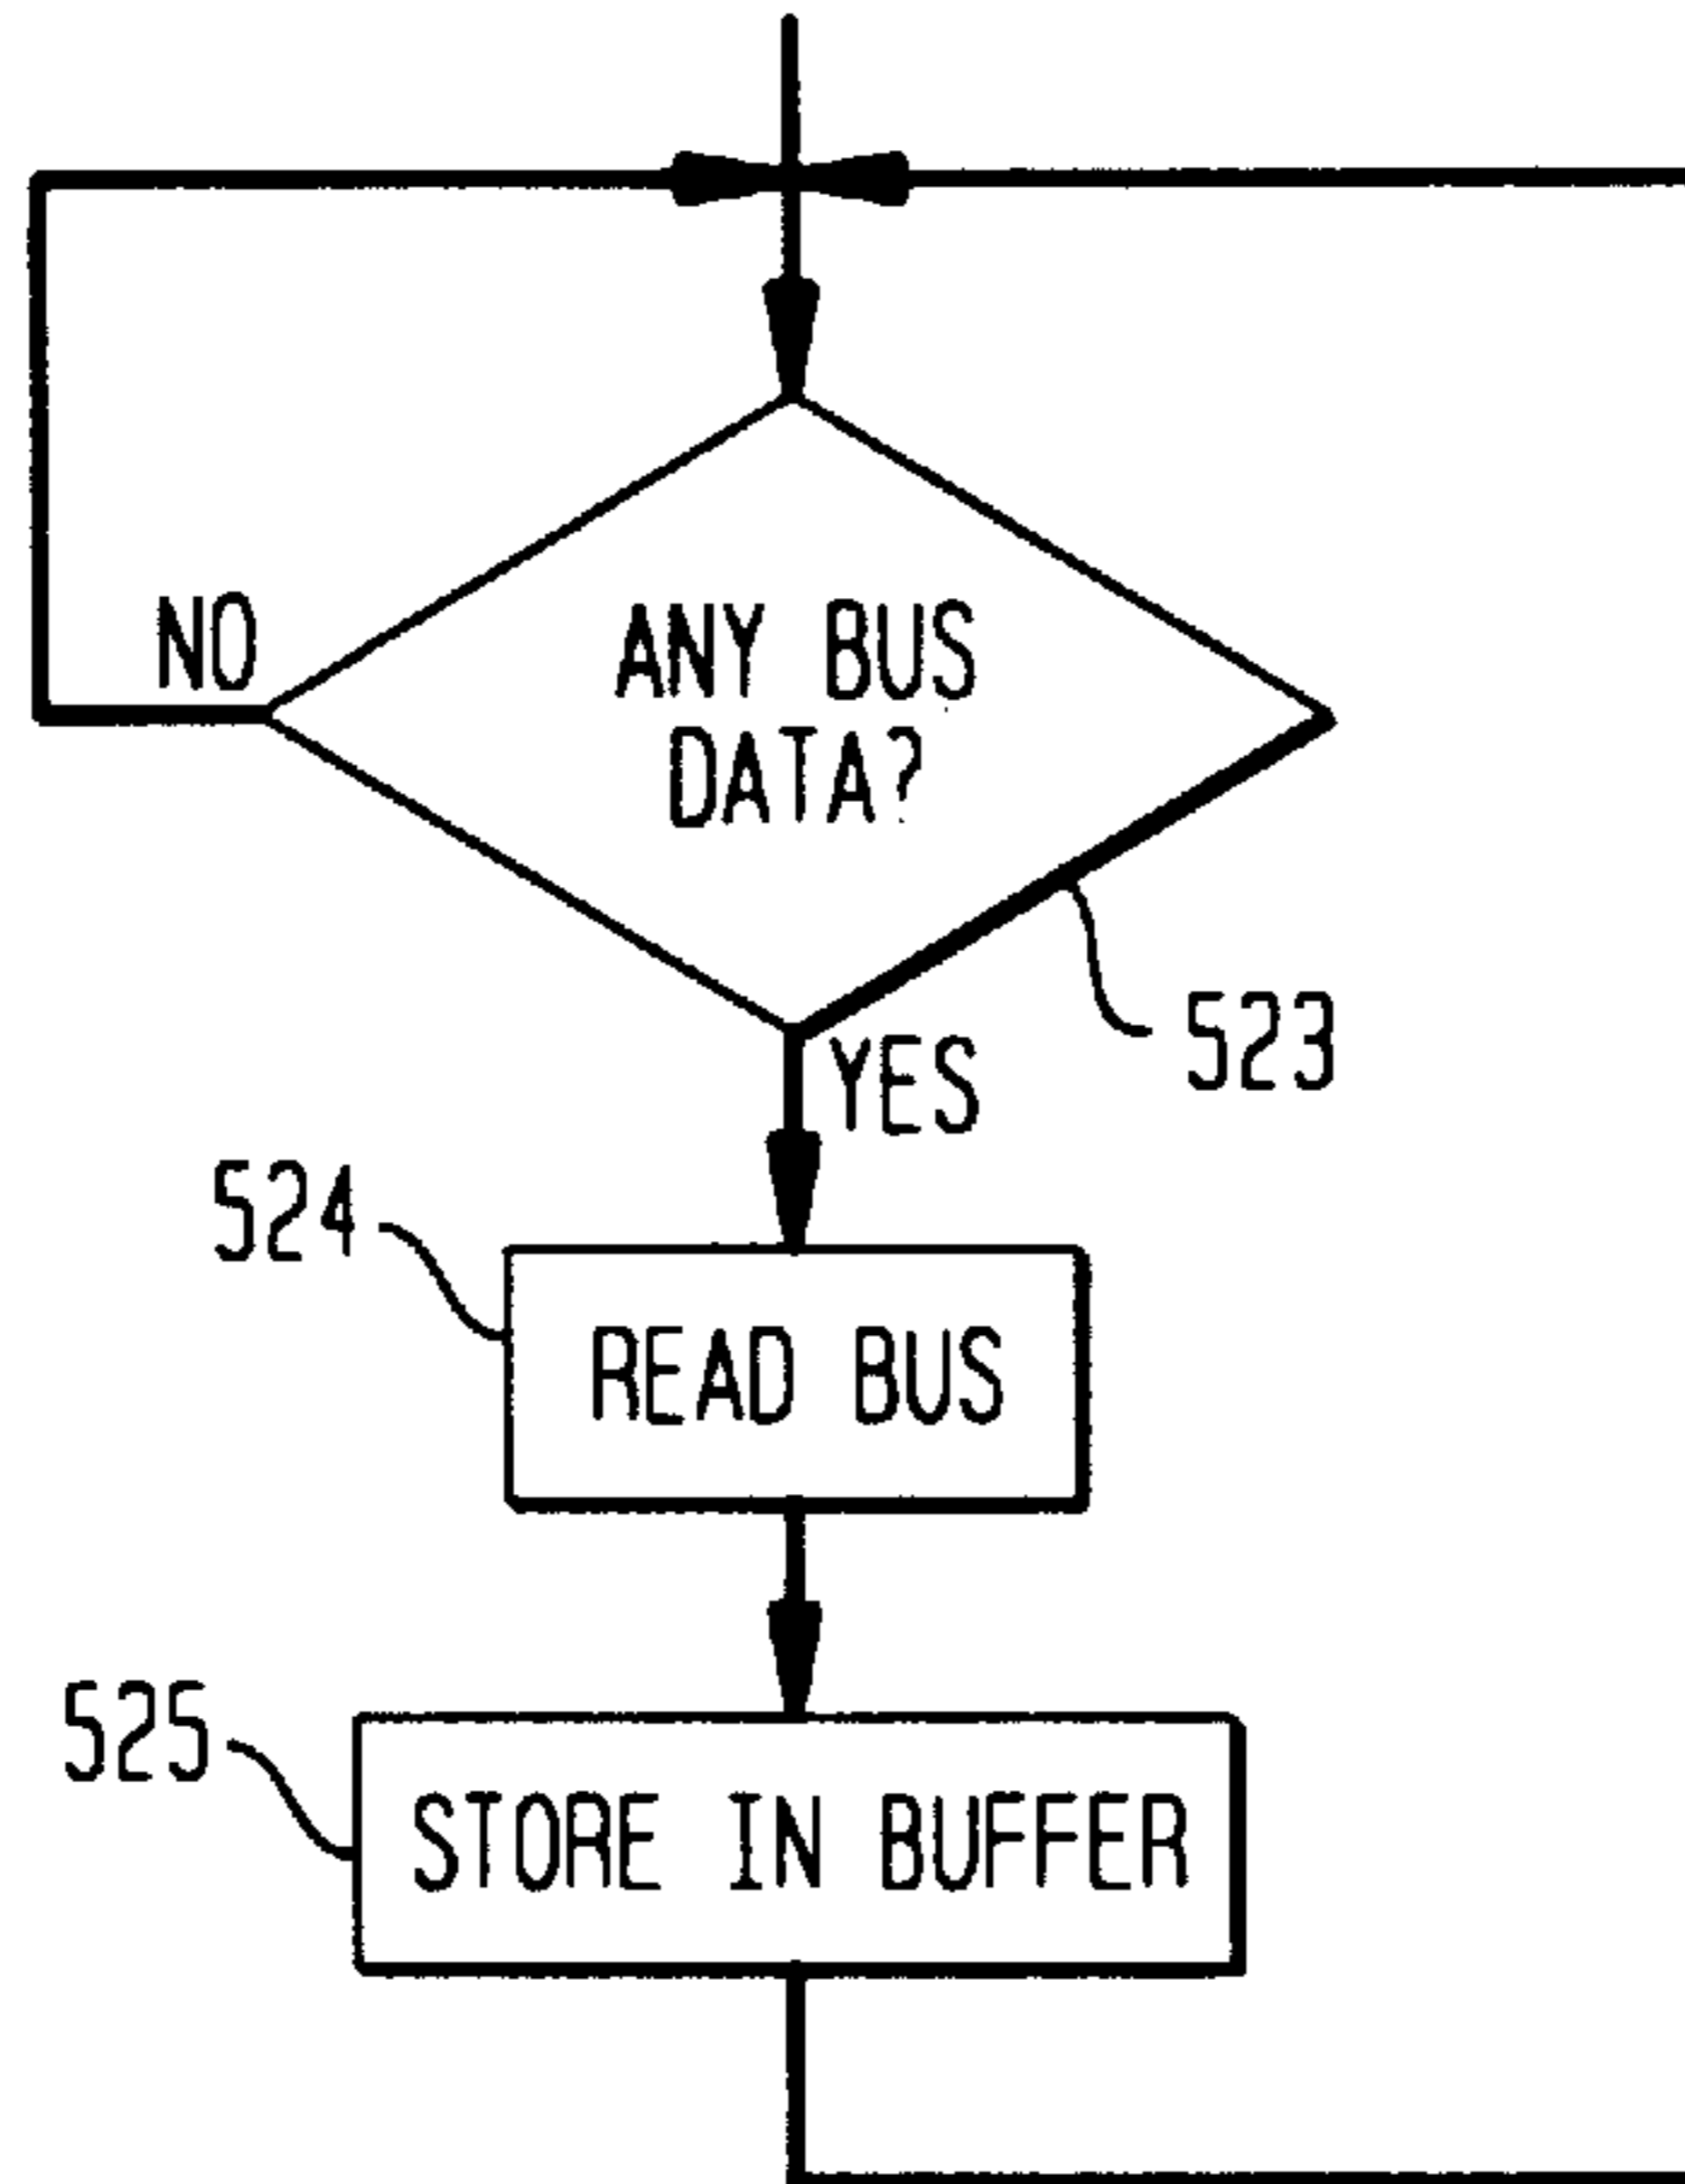 NO
ANY BUS
DATA?
523
YES
524
READ BUS
525
STORE IN BUFFER